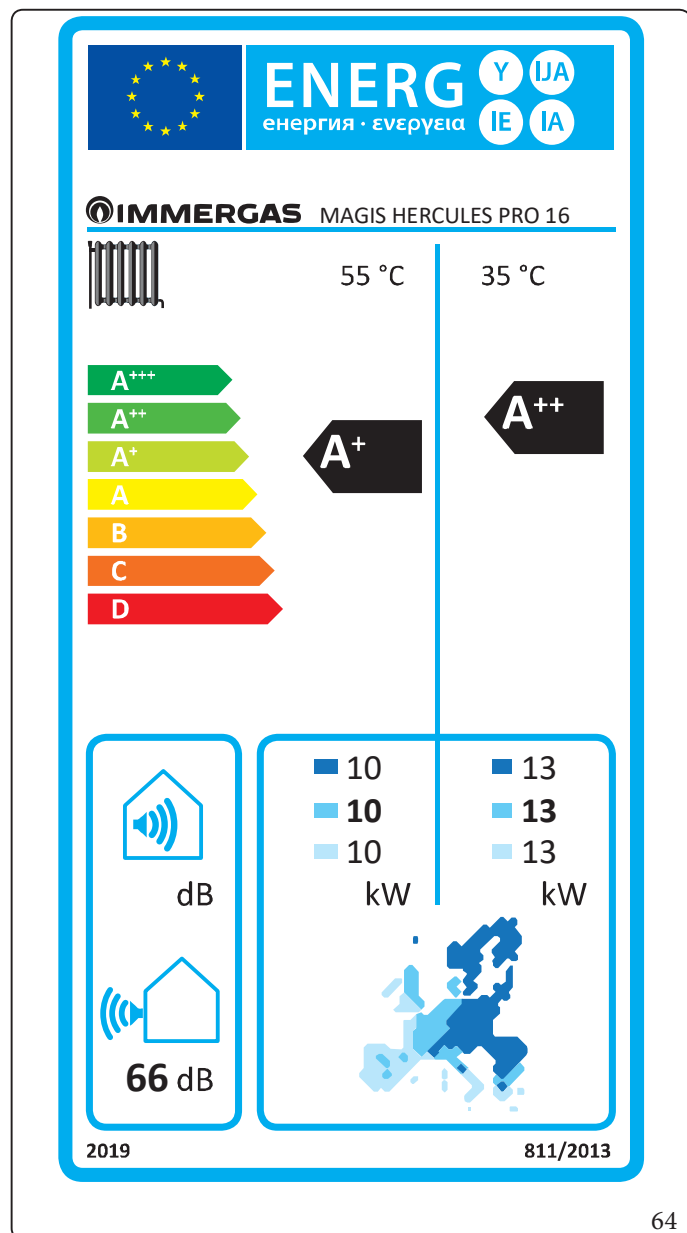 ENERG Y IJA
енергия · ενεργεια IE IA
IMMERGAS MAGIS HERCULES PRO 16
55 °C 35 °C
A+++
A++
A+
A
B
C
D
A+
A++
10 13
10 13
10 13
kW kW
dB
66 dB
2019 811/2013
64